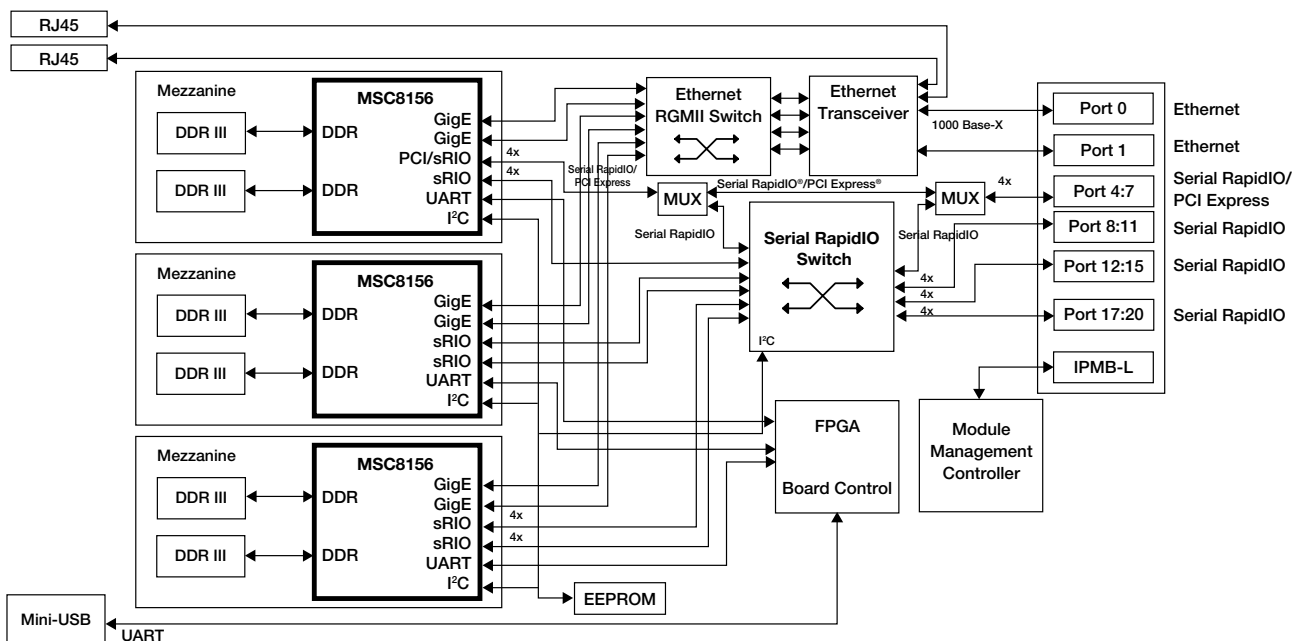 RJ45
RJ45
Mezzanine
MSC8156
DDR III
DDR
DDR III
DDR
GigE
GigE
PCI/sRIO
sRIO
UART
I²C
4x
4x
Mezzanine
MSC8156
DDR III
DDR
DDR III
DDR
GigE
GigE
sRIO
sRIO
UART
I²C
Mezzanine
MSC8156
DDR III
DDR
DDR III
DDR
GigE
GigE
sRIO
sRIO
UART
I²C
4x
4x
Mini-USB
UART
EEPROM
Ethernet
RGMII Switch
Ethernet
Transceiver
1000 Base-X
Serial RapidIO/
PCI Express
MUX
Serial RapidIO®/PCI Express®
MUX
4x
Serial RapidIO
Serial RapidIO
Serial RapidIO
Switch
I²C
4x
4x
4x
FPGA
Board Control
Module
Management
Controller
Port 0
Ethernet
Port 1
Ethernet
Port 4:7
Serial RapidIO/
PCI Express
Port 8:11
Serial RapidIO
Port 12:15
Serial RapidIO
Port 17:20
Serial RapidIO
IPMB-L